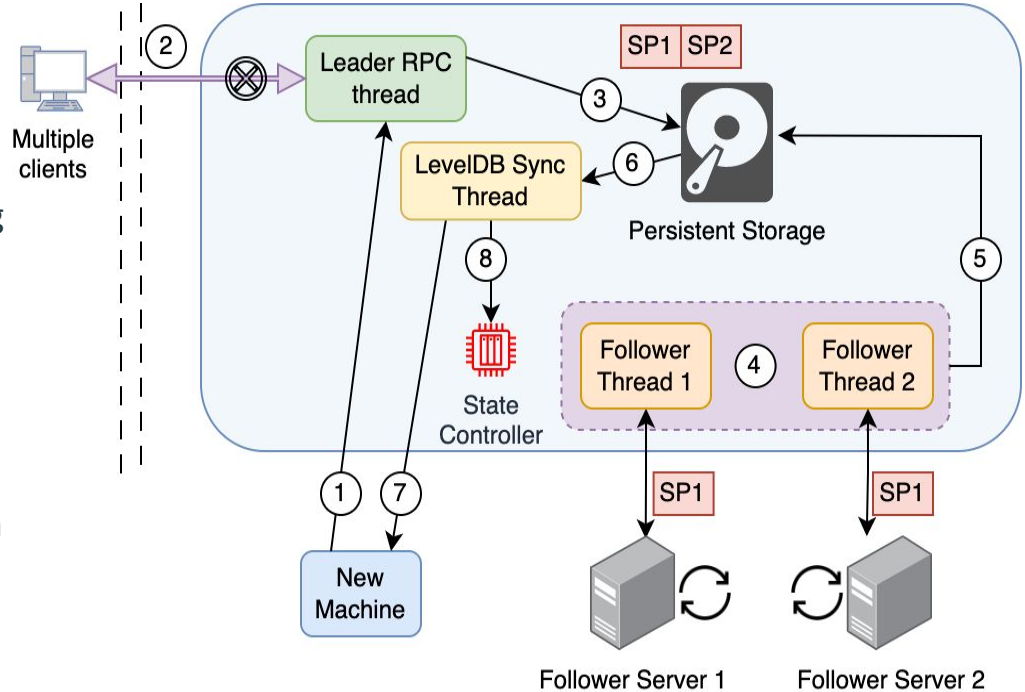 2
Multiple
clients
Leader RPC
thread
3
SP1 SP2
LevelDB Sync
Thread
6
Persistent Storage
8
5
State
Controller
Follower
Thread 1
4
Follower
Thread 2
1
7
SP1
SP1
New
Machine
Follower Server 1
Follower Server 2